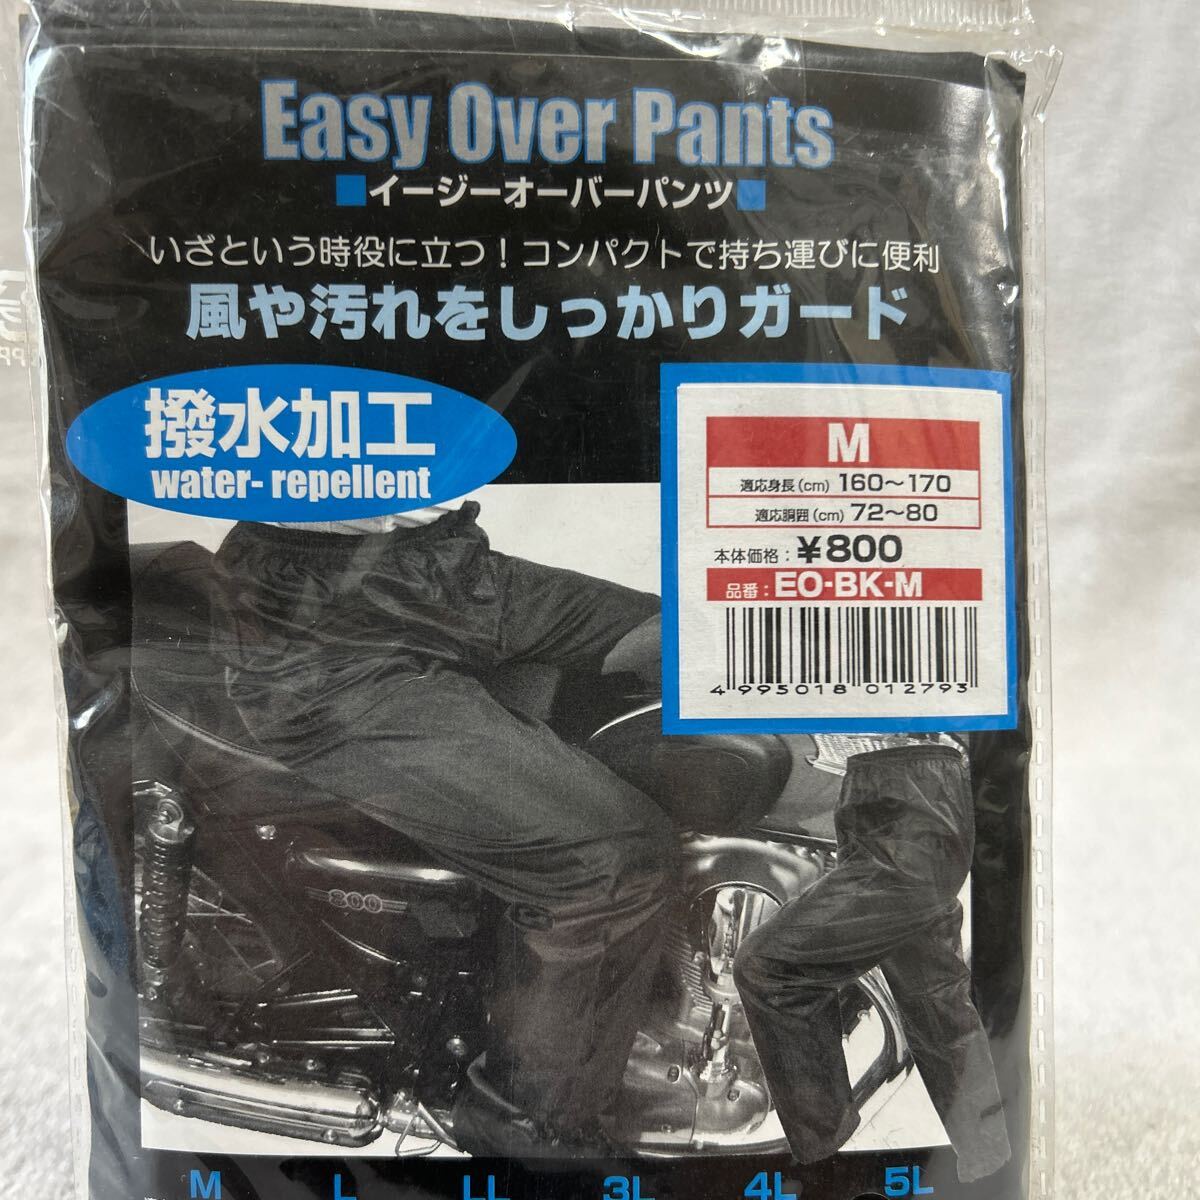 Easy Over Pants
■イージーオーバーパンツ■
いざという時役に立つ！コンパクトで持ち運びに便利
風や汚れをしっかりガード
撥水加工
water- repellent
M
適応身長(cm) 160～170
適応胴囲(cm) 72～80
本体価格：¥800
品番：EO-BK-M
4 995018 012793
800
M L LL 3L 4L 5L